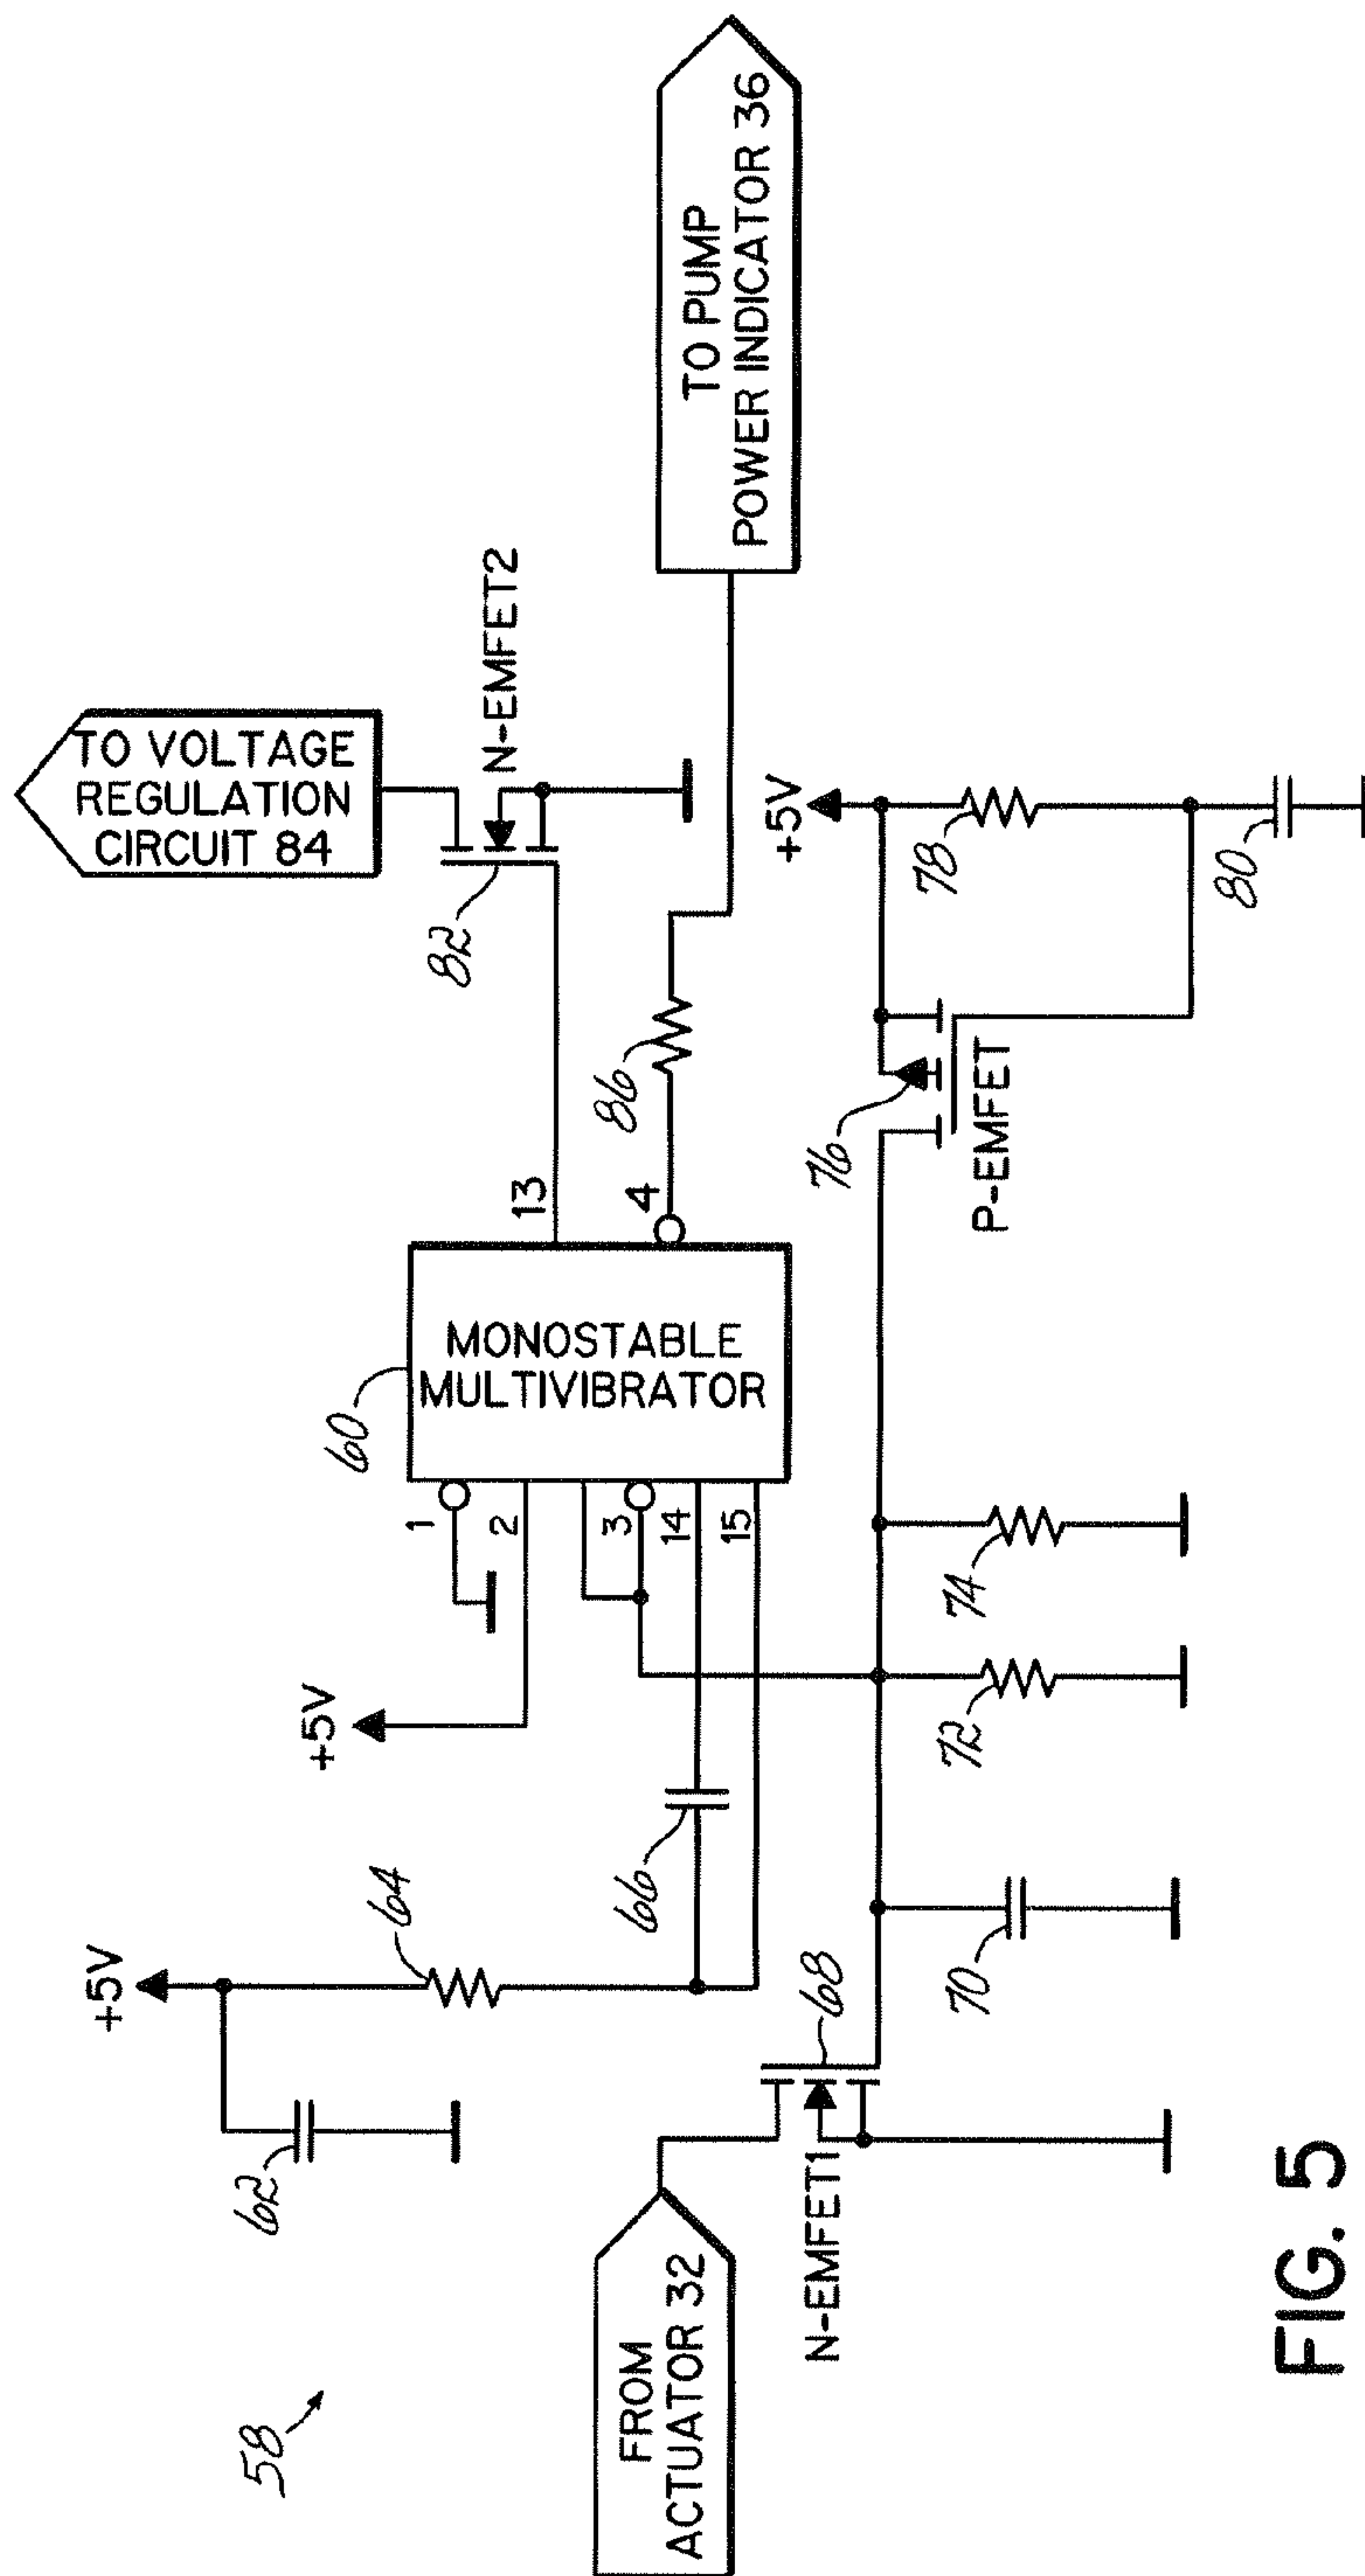 58
FROM
ACTUATOR 32
62
+5V
64
66
+5V
60
1
2
3
14
15
MONOSTABLE
MULTIVIBRATOR
13
4
82
TO VOLTAGE
REGULATION
CIRCUIT 84
N-EMFET2
86
TO PUMP
POWER INDICATOR 36
N-EMFET1
68
70
72
74
76
P-EMFET
+5V
78
80
FIG. 5